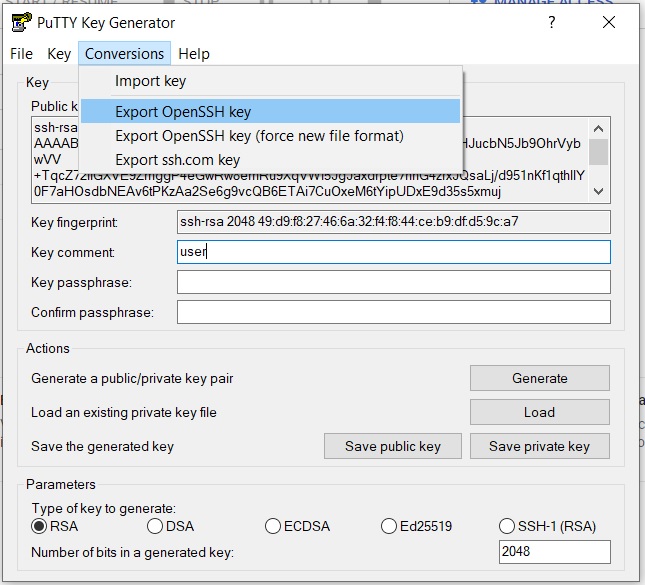 MANAGE ACCESS
PuTTY Key Generator
?
File Key Conversions Help
Import key
Export OpenSSH key
Export OpenSSH key (force new file format)
Export ssh.com key
Key
Public k
ssh-rsa
AAAAB
HJucbN5Jb9OhrVyb
wVV
0F7aHOsdbNEAv6tPKzAa2Se6g9vcQB6ETAi7CuOxeM6tYipUDxE9d35s5xmuj
Key fingerprint: ssh-rsa 2048 49:d9:f8:27:46:6a:32:f4:f8:44:ce:b9:df:d5:9c:a7
Key comment: user
Key passphrase:
Confirm passphrase:
Actions
Generate a public/private key pair Generate
Load an existing private key file Load
Save the generated key Save public key Save private key
Parameters
Type of key to generate:
RSA DSA ECDSA Ed25519 SSH-1 (RSA)
Number of bits in a generated key: 2048